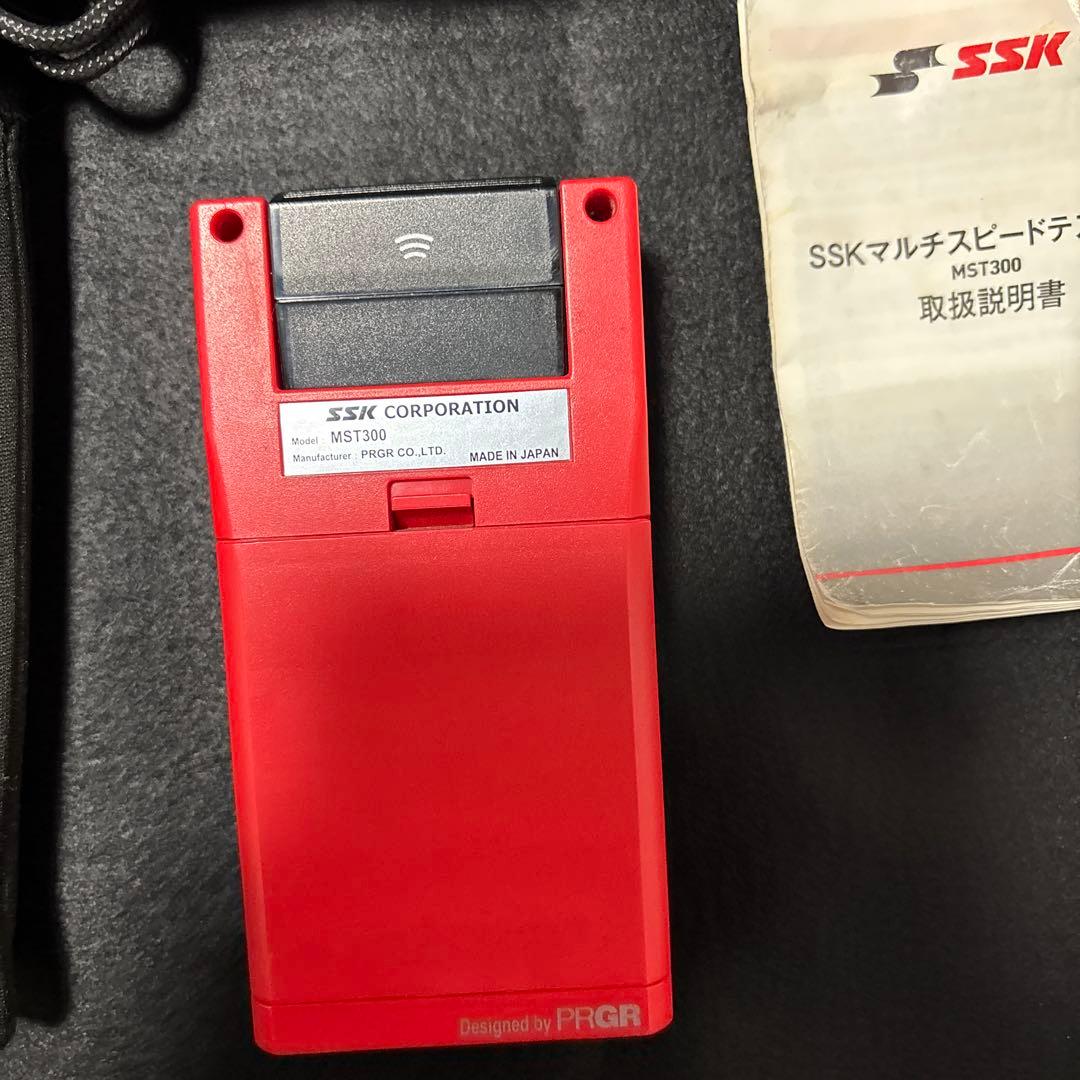 SSK CORPORATION
Model : MST300
Manufacturer : PRGR CO.,LTD. MADE IN JAPAN
Designed by PRGR
SSK
SSKマルチスピードテ
MST300
取扱説明書